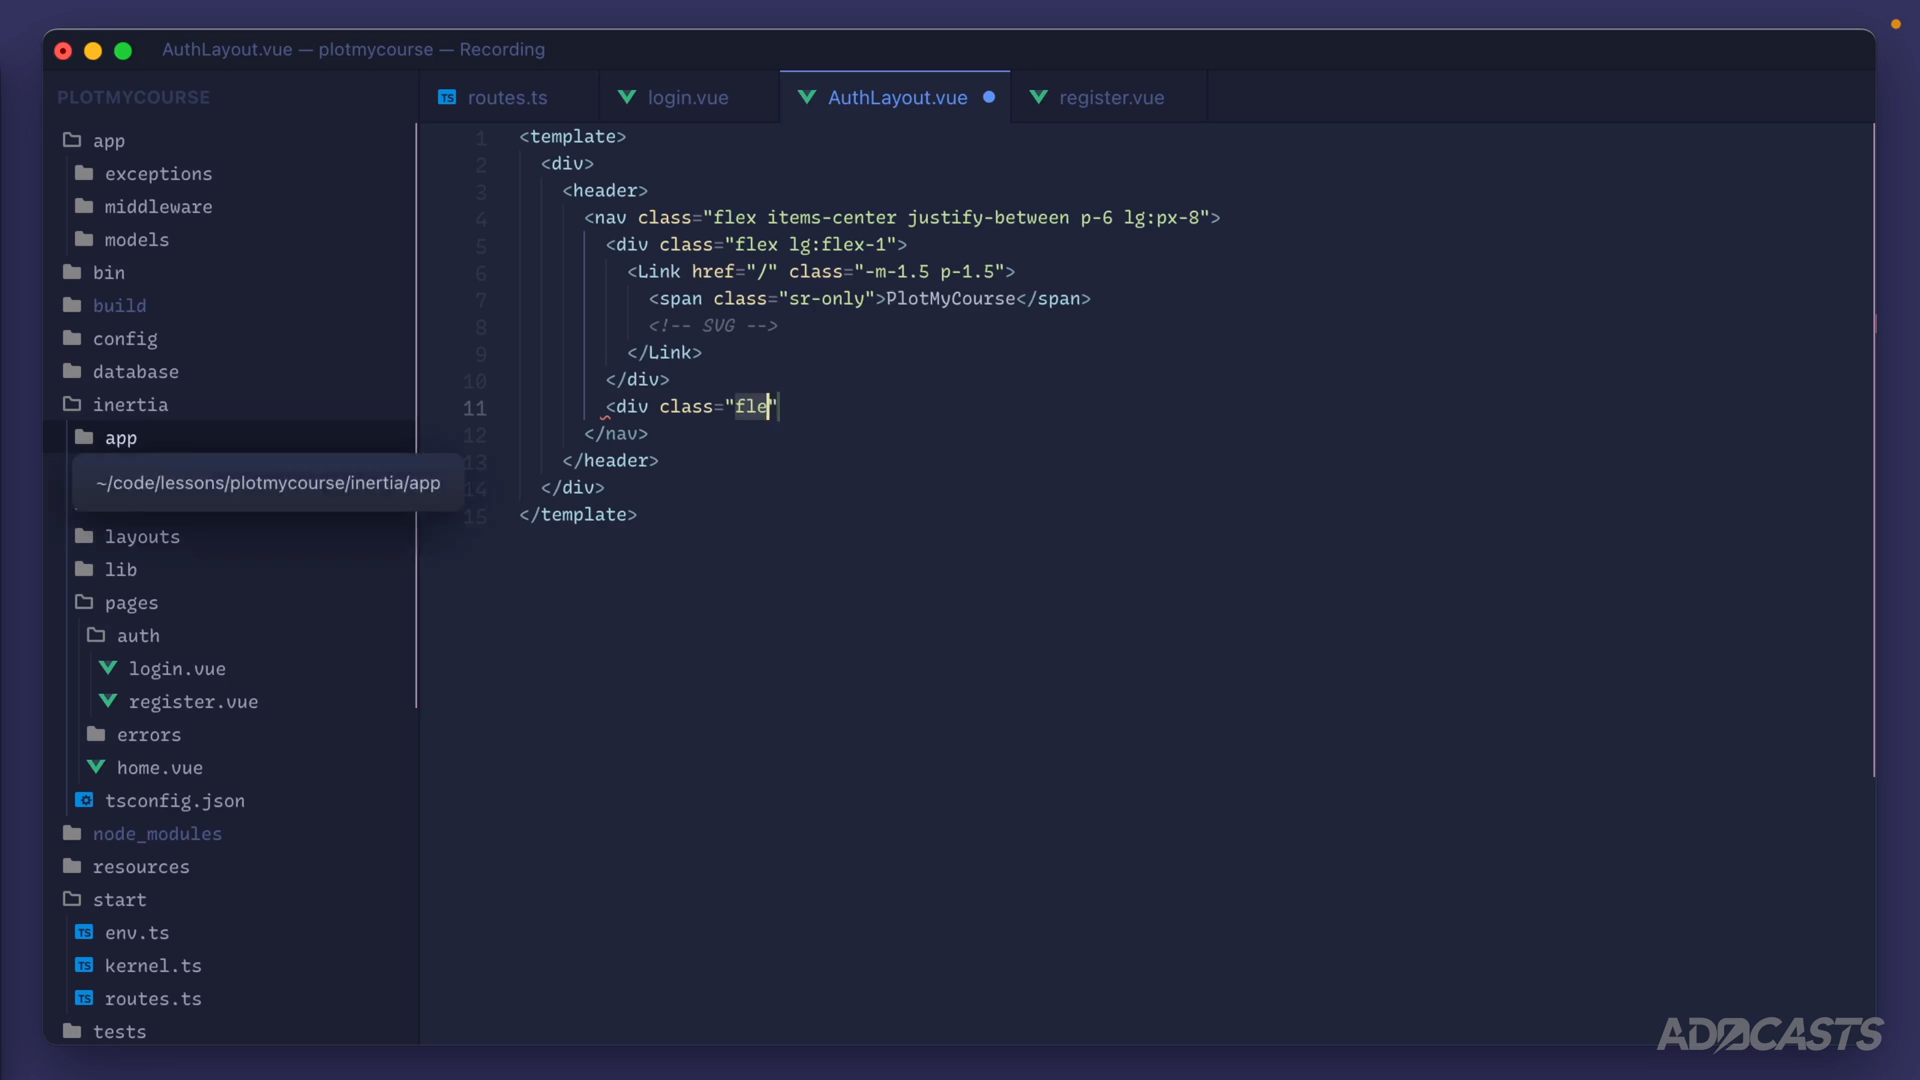 AuthLayout.vue — plotmycourse — Recording
PLOTMYCOURSE
app
exceptions
middleware
models
bin
build
config
database
inertia
app
~/code/lessons/plotmycourse/inertia/app
layouts
lib
pages
auth
login.vue
register.vue
errors
home.vue
tsconfig.json
node_modules
resources
start
env.ts
kernel.ts
routes.ts
tests
TS routes.ts
login.vue
AuthLayout.vue
register.vue
1 <template>
2 <div>
3 <header>
4 <nav class="flex items-center justify-between p-6 lg:px-8">
5 <div class="flex lg:flex-1">
6 <Link href="/" class="-m-1.5 p-1.5">
7 <span class="sr-only">PlotMyCourse</span>
8 <!-- SVG -->
9 </Link>
10 </div>
11 <div class="fle"
12 </nav>
13 </header>
14 </div>
15 </template>
ADOCASTS